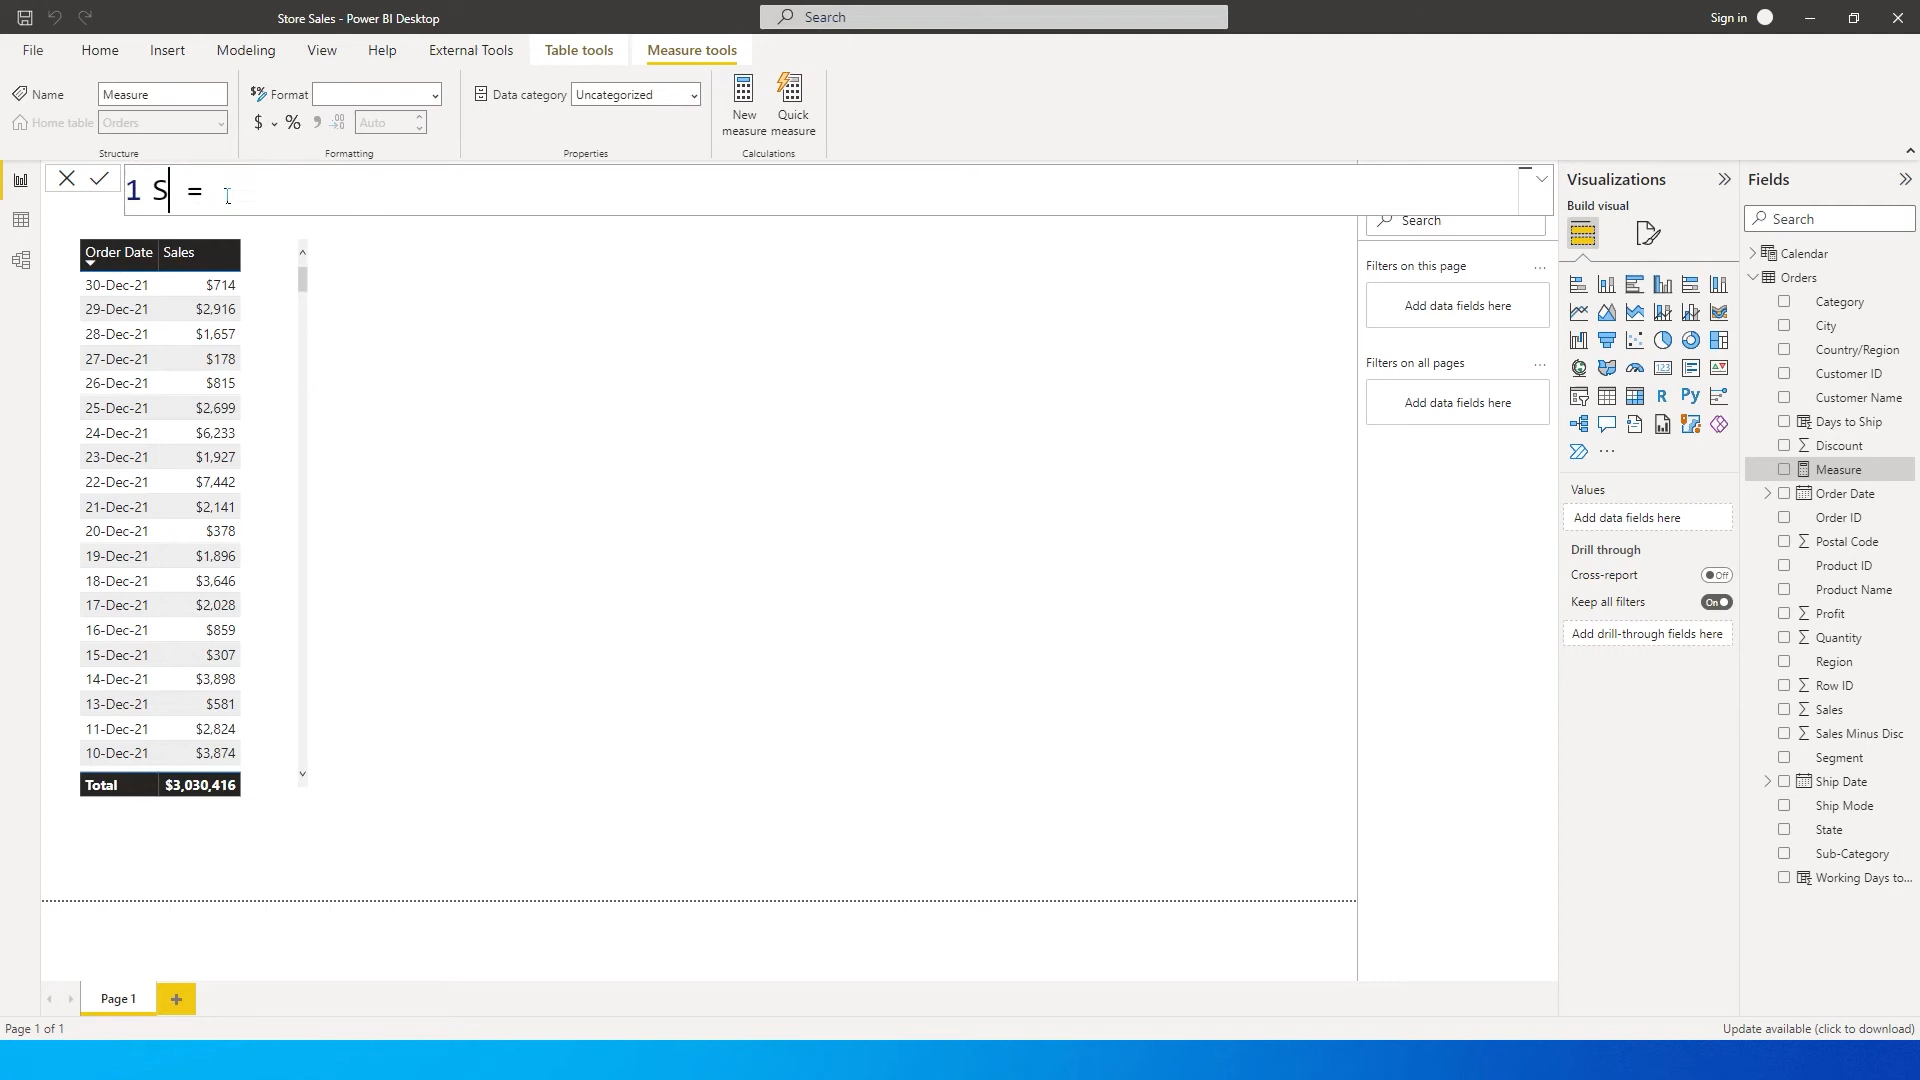 Store Sales - Power BI Desktop
Search
Sign in
File
Home
Insert
Modeling
View
Help
External Tools
Table tools
Measure tools
Name
Measure
Home table
Orders
Structure
Format
$
%
Auto
Formatting
Data category
Uncategorized
Properties
New measure
Quick measure
Calculations
1 S =
Order Date Sales
30-Dec-21 $714
29-Dec-21 $2,916
28-Dec-21 $1,657
27-Dec-21 $178
26-Dec-21 $815
25-Dec-21 $2,699
24-Dec-21 $6,233
23-Dec-21 $1,927
22-Dec-21 $7,442
21-Dec-21 $2,141
20-Dec-21 $378
19-Dec-21 $1,896
18-Dec-21 $3,646
17-Dec-21 $2,028
16-Dec-21 $859
15-Dec-21 $307
14-Dec-21 $3,898
13-Dec-21 $581
11-Dec-21 $2,824
10-Dec-21 $3,874
Total $3,030,416
Search
Filters on this page ...
Add data fields here
Filters on all pages ...
Add data fields here
Visualizations
Build visual
123
R
Py
...
Values
Add data fields here
Drill through
Cross-report Off
Keep all filters On
Add drill-through fields here
Fields
Search
Calendar
Orders
Category
City
Country/Region
Customer ID
Customer Name
Days to Ship
Discount
Measure
Order Date
Order ID
Postal Code
Product ID
Product Name
Profit
Quantity
Region
Row ID
Sales
Sales Minus Disc
Segment
Ship Date
Ship Mode
State
Sub-Category
Working Days to...
Page 1
Page 1 of 1
Update available (click to download)